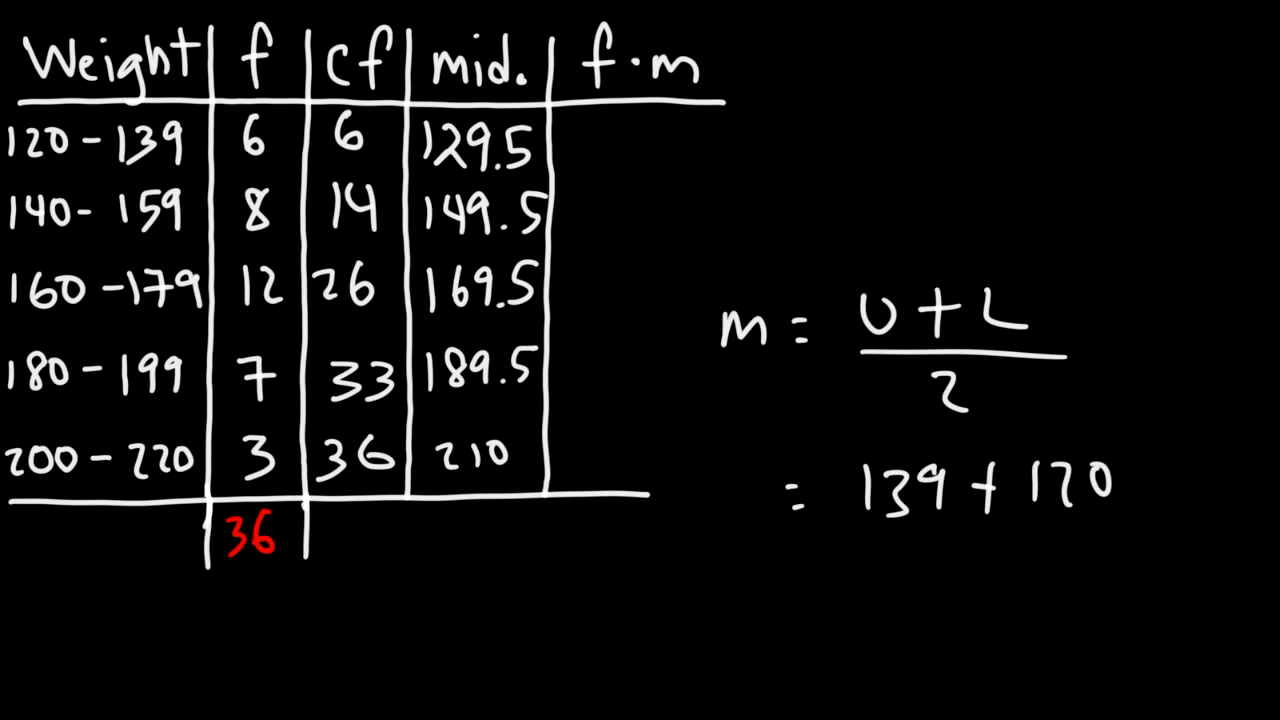 Weight f cf mid. f·m
120 - 139 6 6 129.5
140 - 159 8 14 149.5
160 - 179 12 26 169.5
180 - 199 7 33 189.5
200 - 220 3 36 210
36
m = U + L
2
= 139 + 120